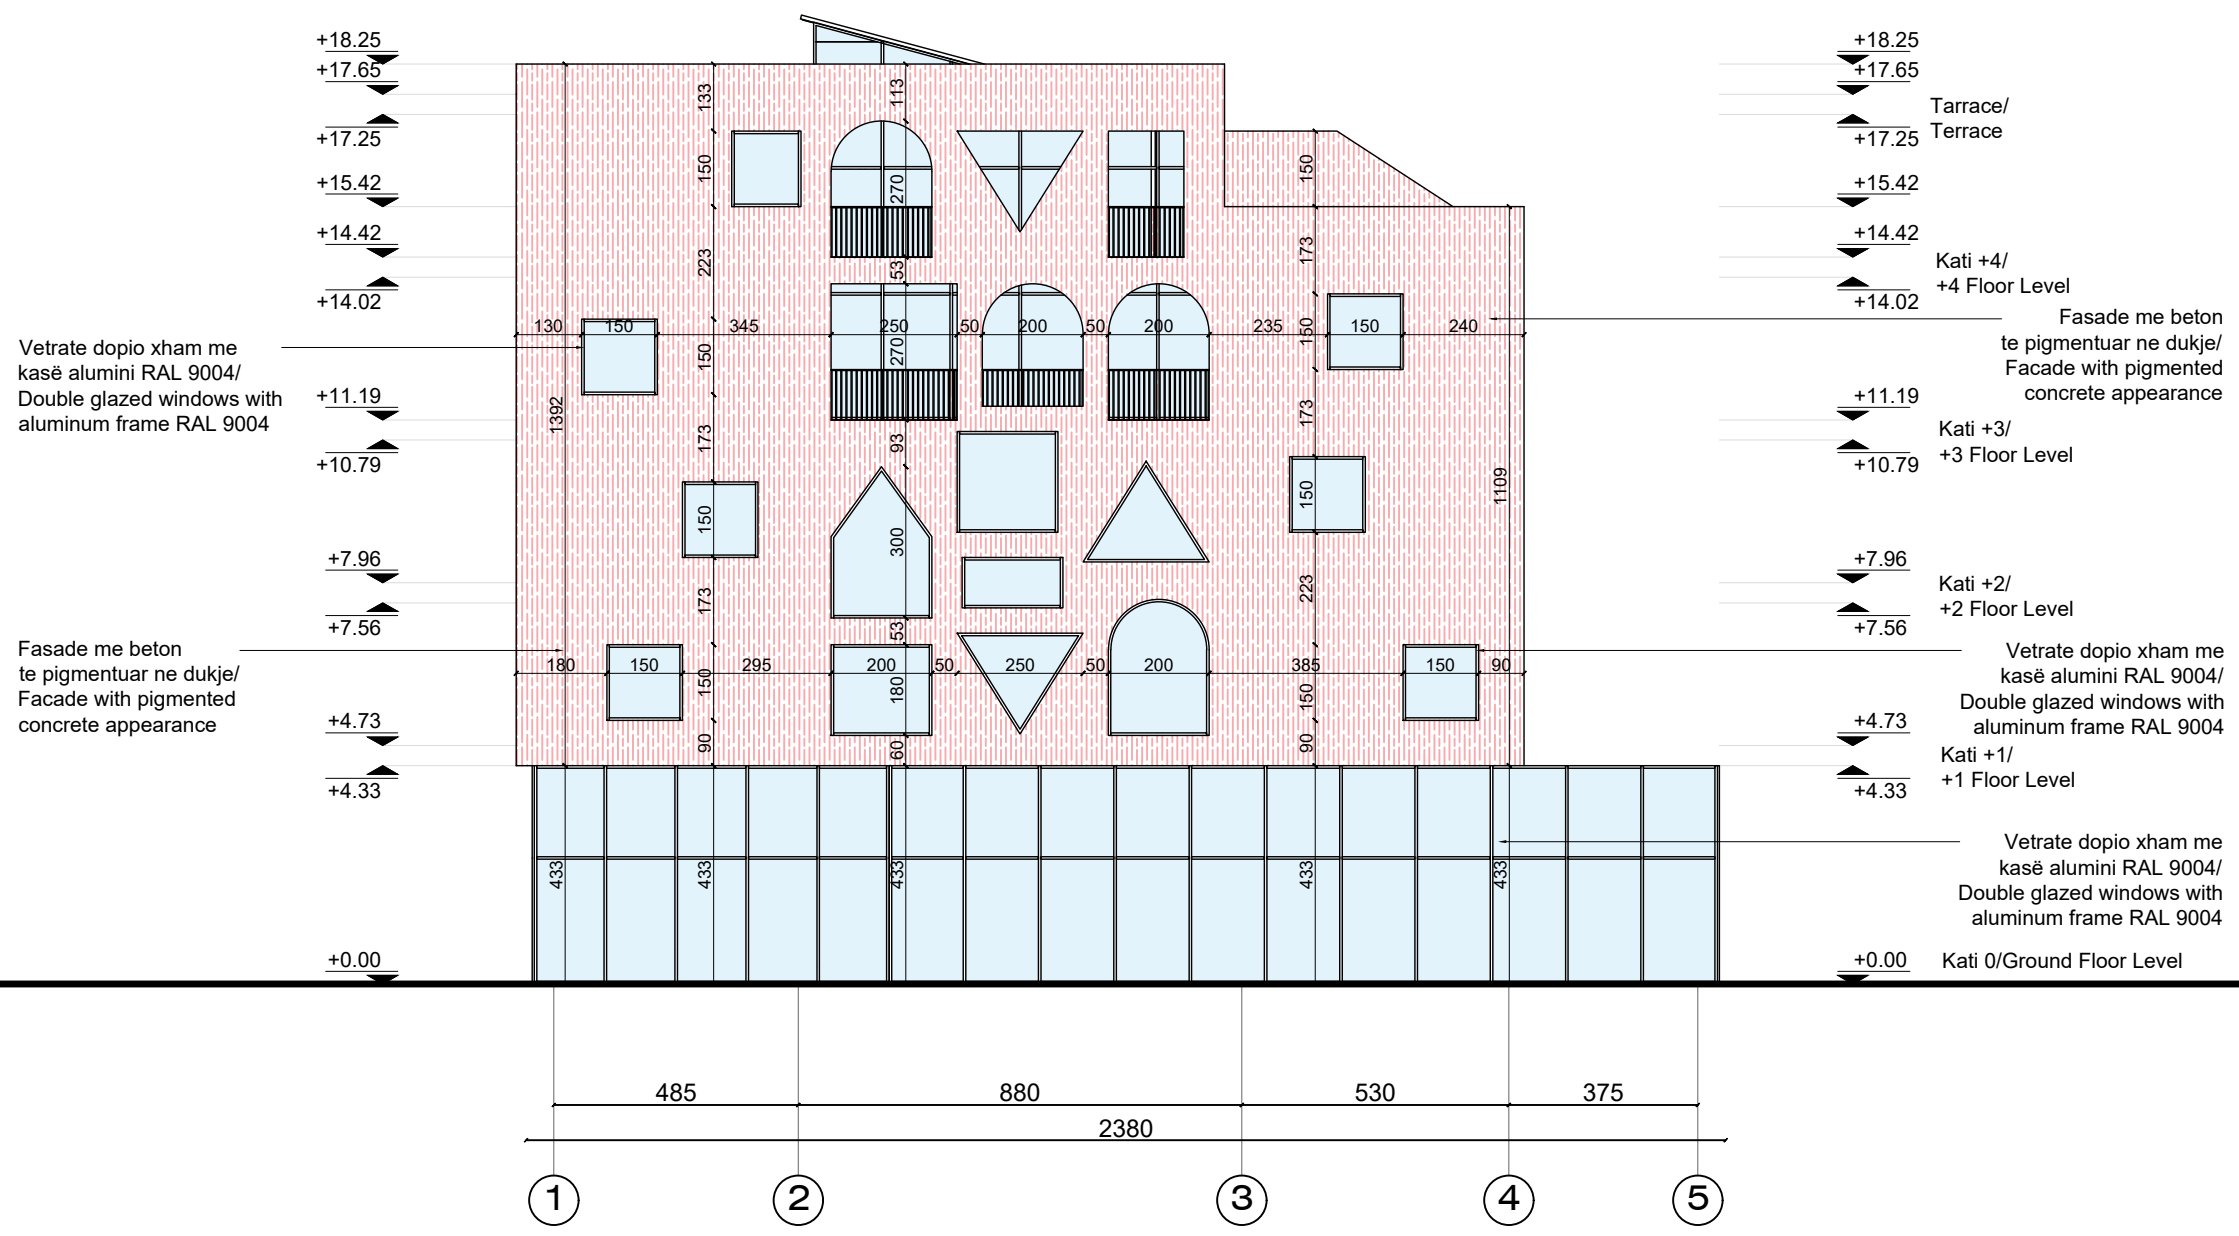 +18.25
+17.65
+17.25
+15.42
+14.42
+14.02
+11.19
+10.79
+7.96
+7.56
+4.73
+4.33
+0.00
Vetrate dopio xham me
kasë alumini RAL 9004/
Double glazed windows with
aluminum frame RAL 9004
Fasade me beton
te pigmentuar ne dukje/
Facade with pigmented
concrete appearance
133
113
150
270
150
223
53
173
130
150
345
250
50
200
50
200
235
150
240
150
270
150
1392
173
93
173
150
300
150
1109
173
53
223
180
150
295
200
50
250
50
200
385
150
90
150
180
150
90
60
90
433
433
433
433
433
+18.25
+17.65
Tarrace/
Terrace
+17.25
+15.42
+14.42
Kati +4/
+4 Floor Level
+14.02
Fasade me beton
te pigmentuar ne dukje/
Facade with pigmented
concrete appearance
+11.19
Kati +3/
+3 Floor Level
+10.79
+7.96
Kati +2/
+2 Floor Level
+7.56
Vetrate dopio xham me
kasë alumini RAL 9004/
Double glazed windows with
aluminum frame RAL 9004
+4.73
Kati +1/
+1 Floor Level
+4.33
Vetrate dopio xham me
kasë alumini RAL 9004/
Double glazed windows with
aluminum frame RAL 9004
+0.00
Kati 0/Ground Floor Level
485
880
530
375
2380
1
2
3
4
5